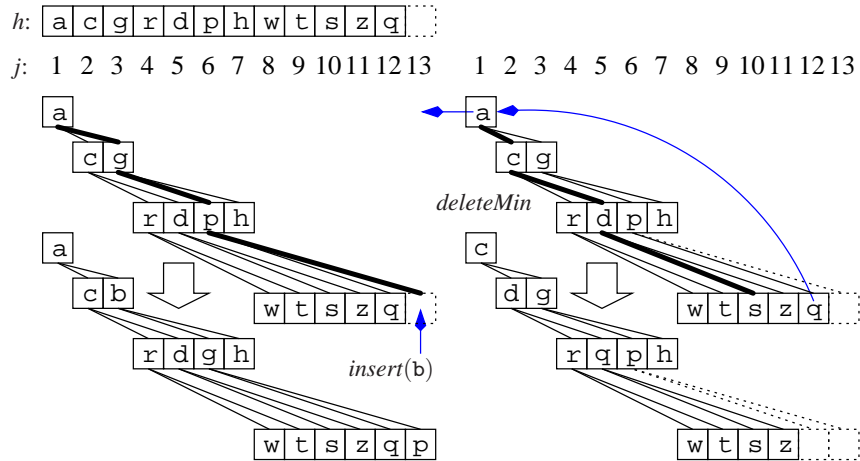 h: a c g r d p h w t s z q
j: 1 2 3 4 5 6 7 8 9 10 11 12 13 1 2 3 4 5 6 7 8 9 10 11 12 13
a
c g
r d p h
w t s z q
insert(b)
a
c b
r d g h
w t s z q p
a
c g
deleteMin
r d p h
w t s z q
c
d g
r q p h
w t s z